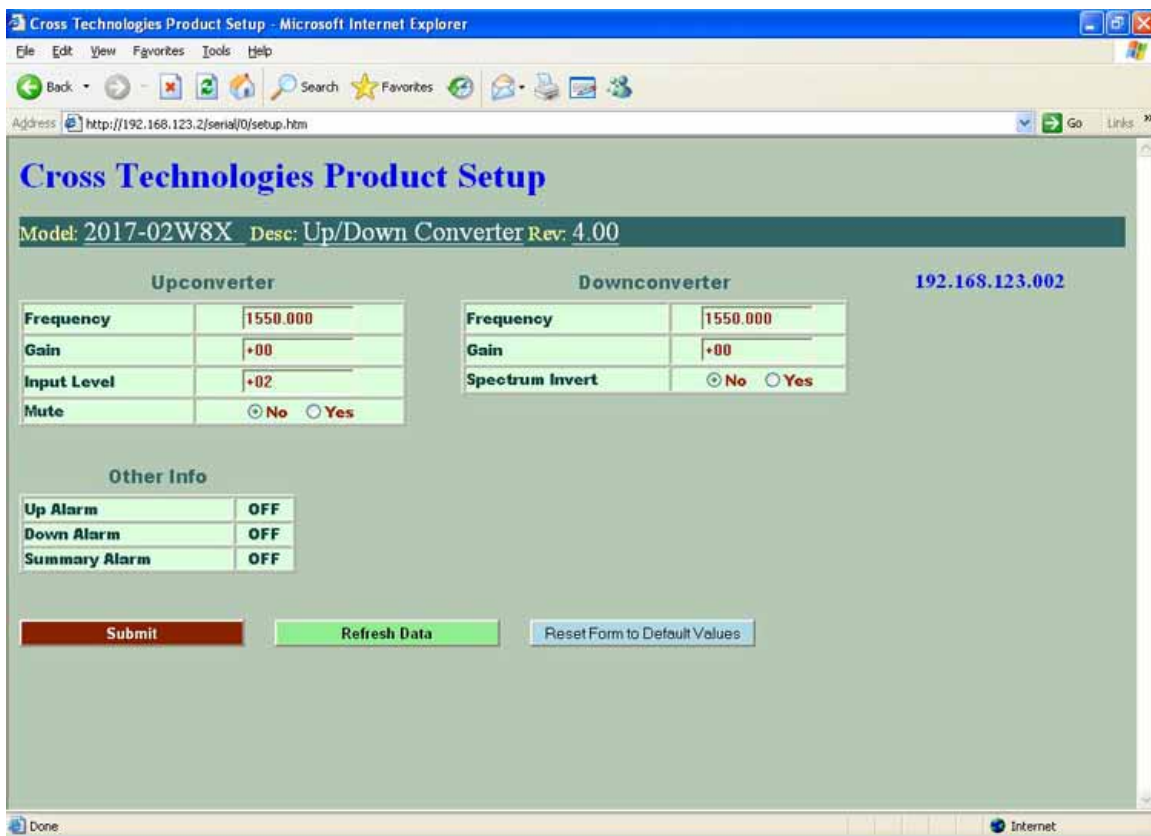 Cross Technologies Product Setup - Microsoft Internet Explorer
File Edit View Favorites Tools Help
Back Search Favorites
Address http://192.168.123.2/serial/0/setup.htm Go Links »
Cross Technologies Product Setup
Model: 2017-02W8X Desc: Up/Down Converter Rev: 4.00
Upconverter Downconverter 192.168.123.002
Frequency 1550.000 Frequency 1550.000
Gain +00 Gain +00
Input Level +02 Spectrum Invert No Yes
Mute No Yes
Other Info
Up Alarm OFF
Down Alarm OFF
Summary Alarm OFF
Submit Refresh Data Reset Form to Default Values
Done Internet